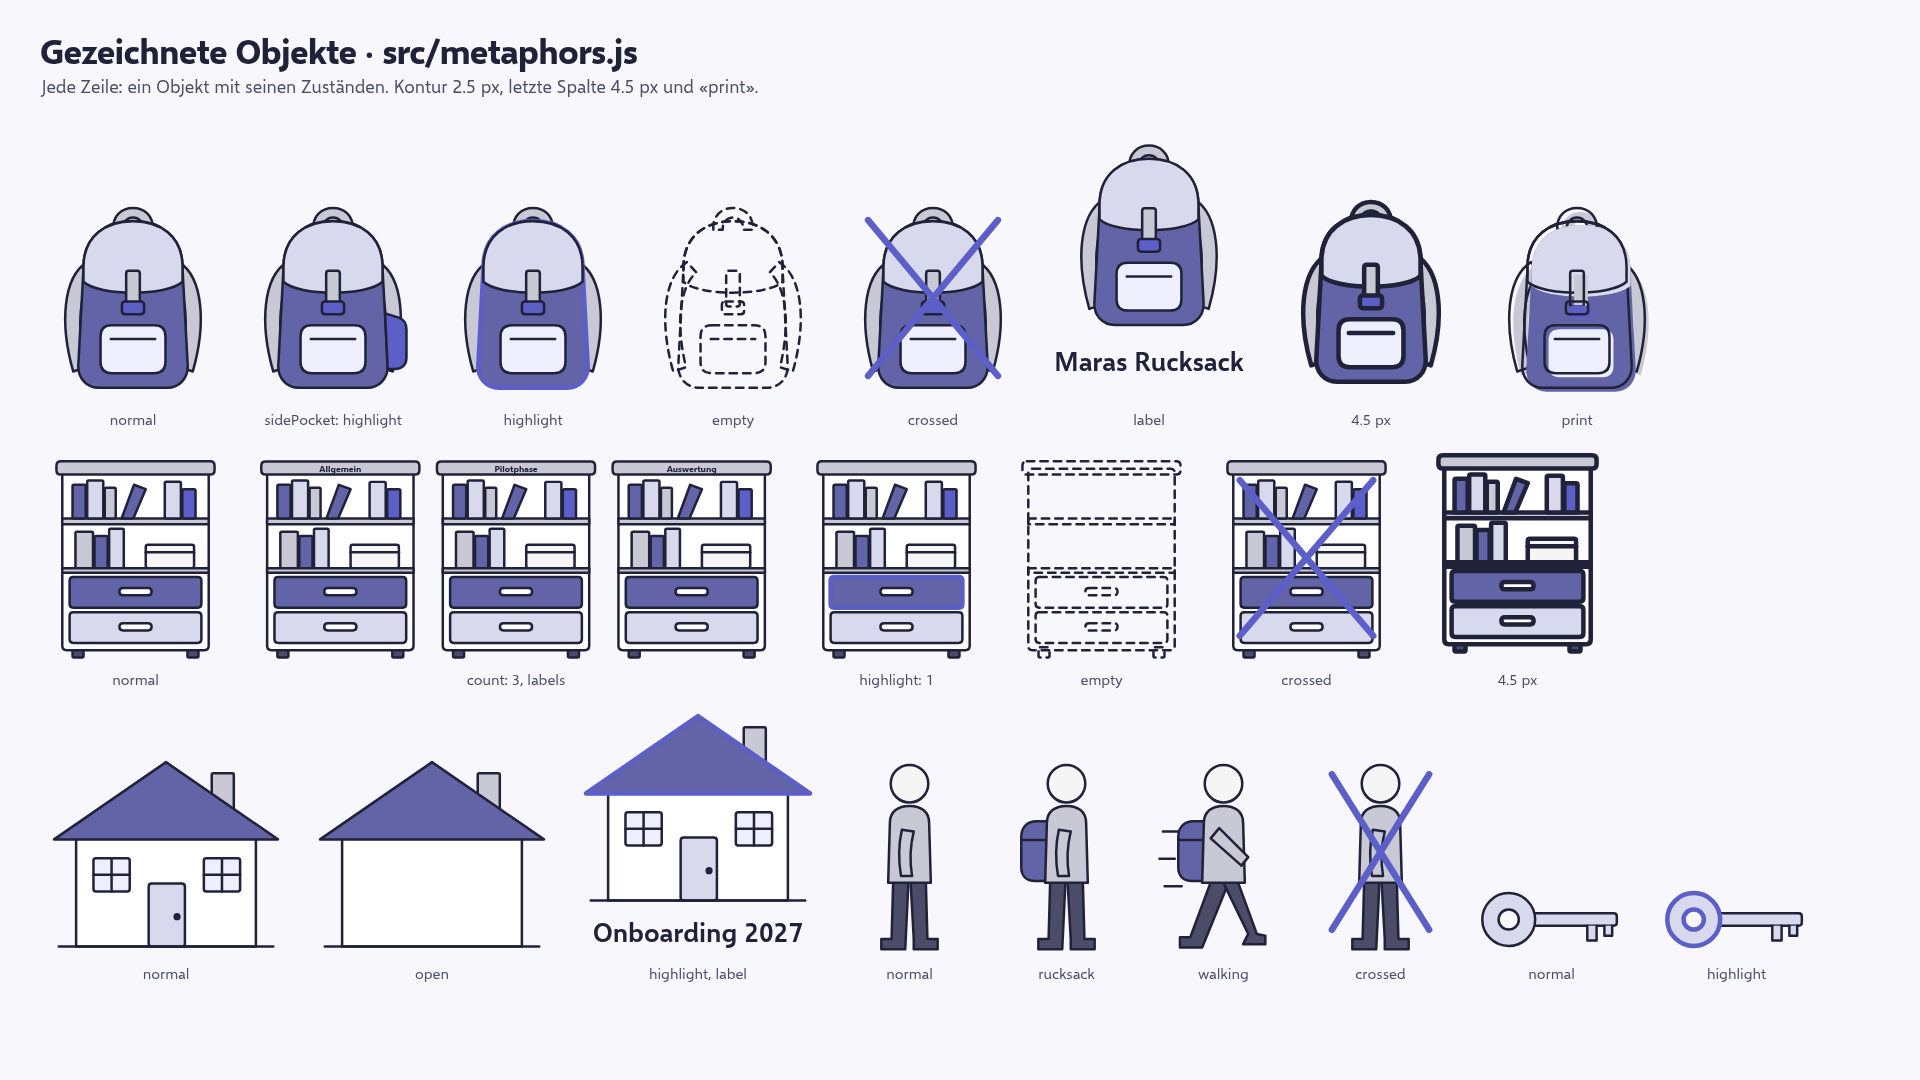 Gezeichnete Objekte · src/metaphors.js
Jede Zeile: ein Objekt mit seinen Zuständen. Kontur 2.5 px, letzte Spalte 4.5 px und «print».
Maras Rucksack
normal
sidePocket: highlight
highlight
empty
crossed
label
4.5 px
print
Allgemein
Pilotphase
Auswertung
normal
count: 3, labels
highlight: 1
empty
crossed
4.5 px
Onboarding 2027
normal
open
highlight, label
normal
rucksack
walking
crossed
normal
highlight